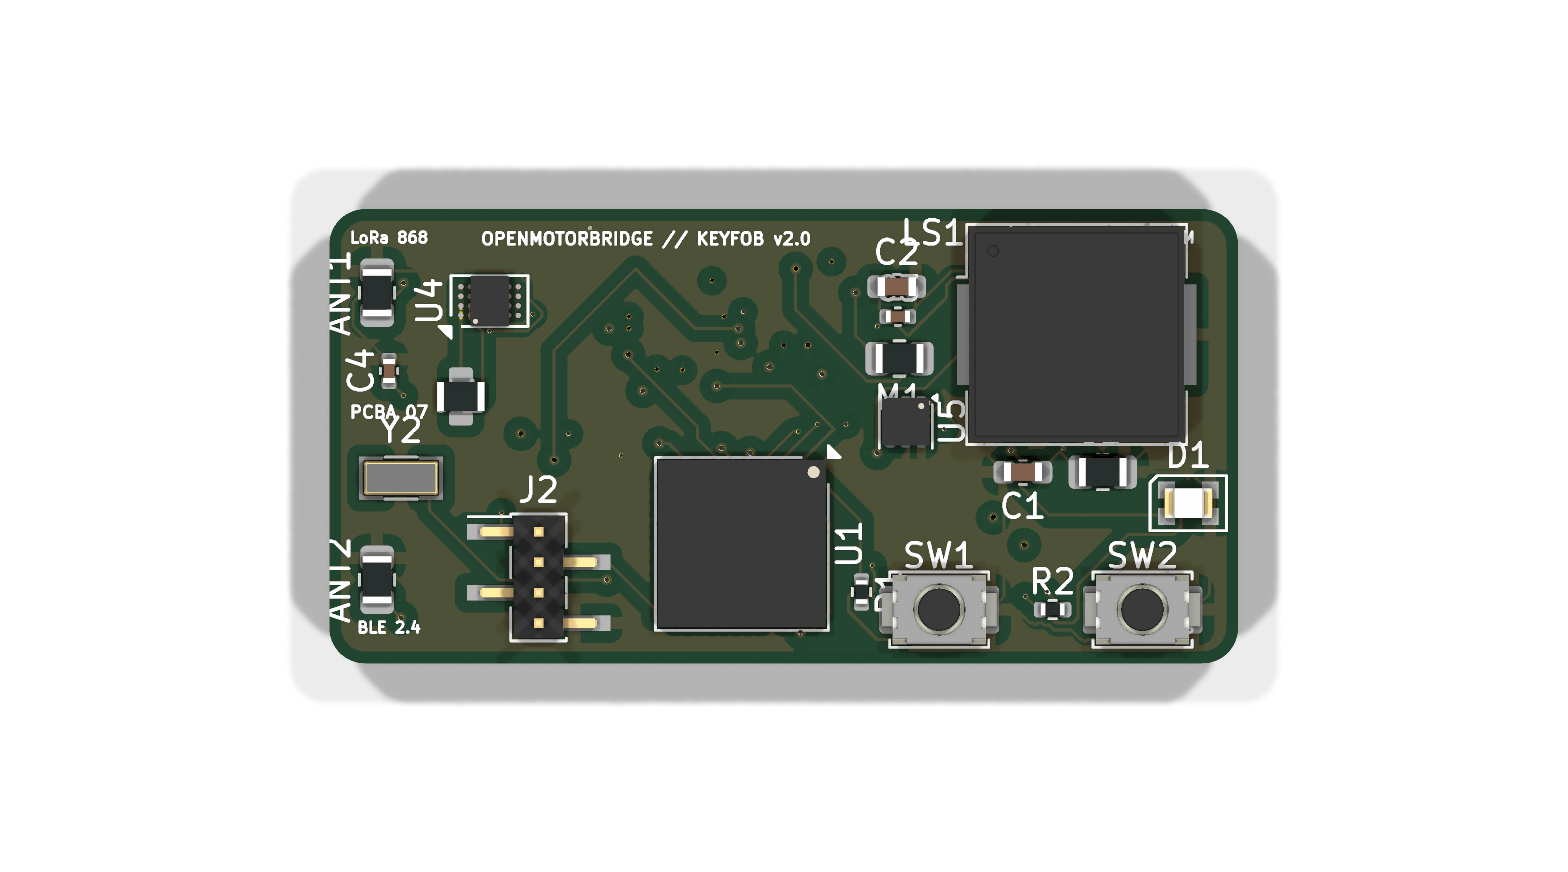 LoRa 868
OPENMOTORBRIDGE // KEYFOB v2.0
LS1
C2
ANT1
U4
C4
PCBA 07
Y2
M1
U5
D1
J2
C1
U1
SW1
SW2
R2
ANT2
BLE 2.4